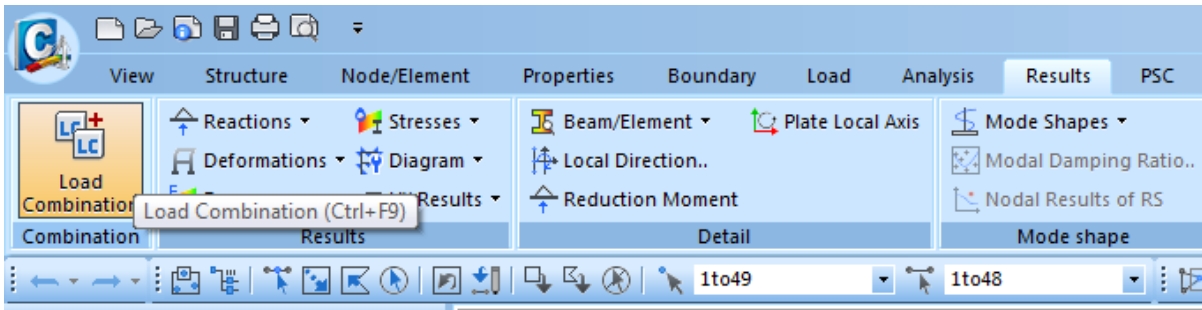 View Structure Node/Element Properties Boundary Load Analysis Results PSC
Reactions Stresses Beam/Element Plate Local Axis Mode Shapes
Deformations Diagram Local Direction.. Modal Damping Ratio..
Load
Combination Results Reduction Moment Nodal Results of RS
Load Combination (Ctrl+F9)
Combination Results Detail Mode shape
1to49 1to48